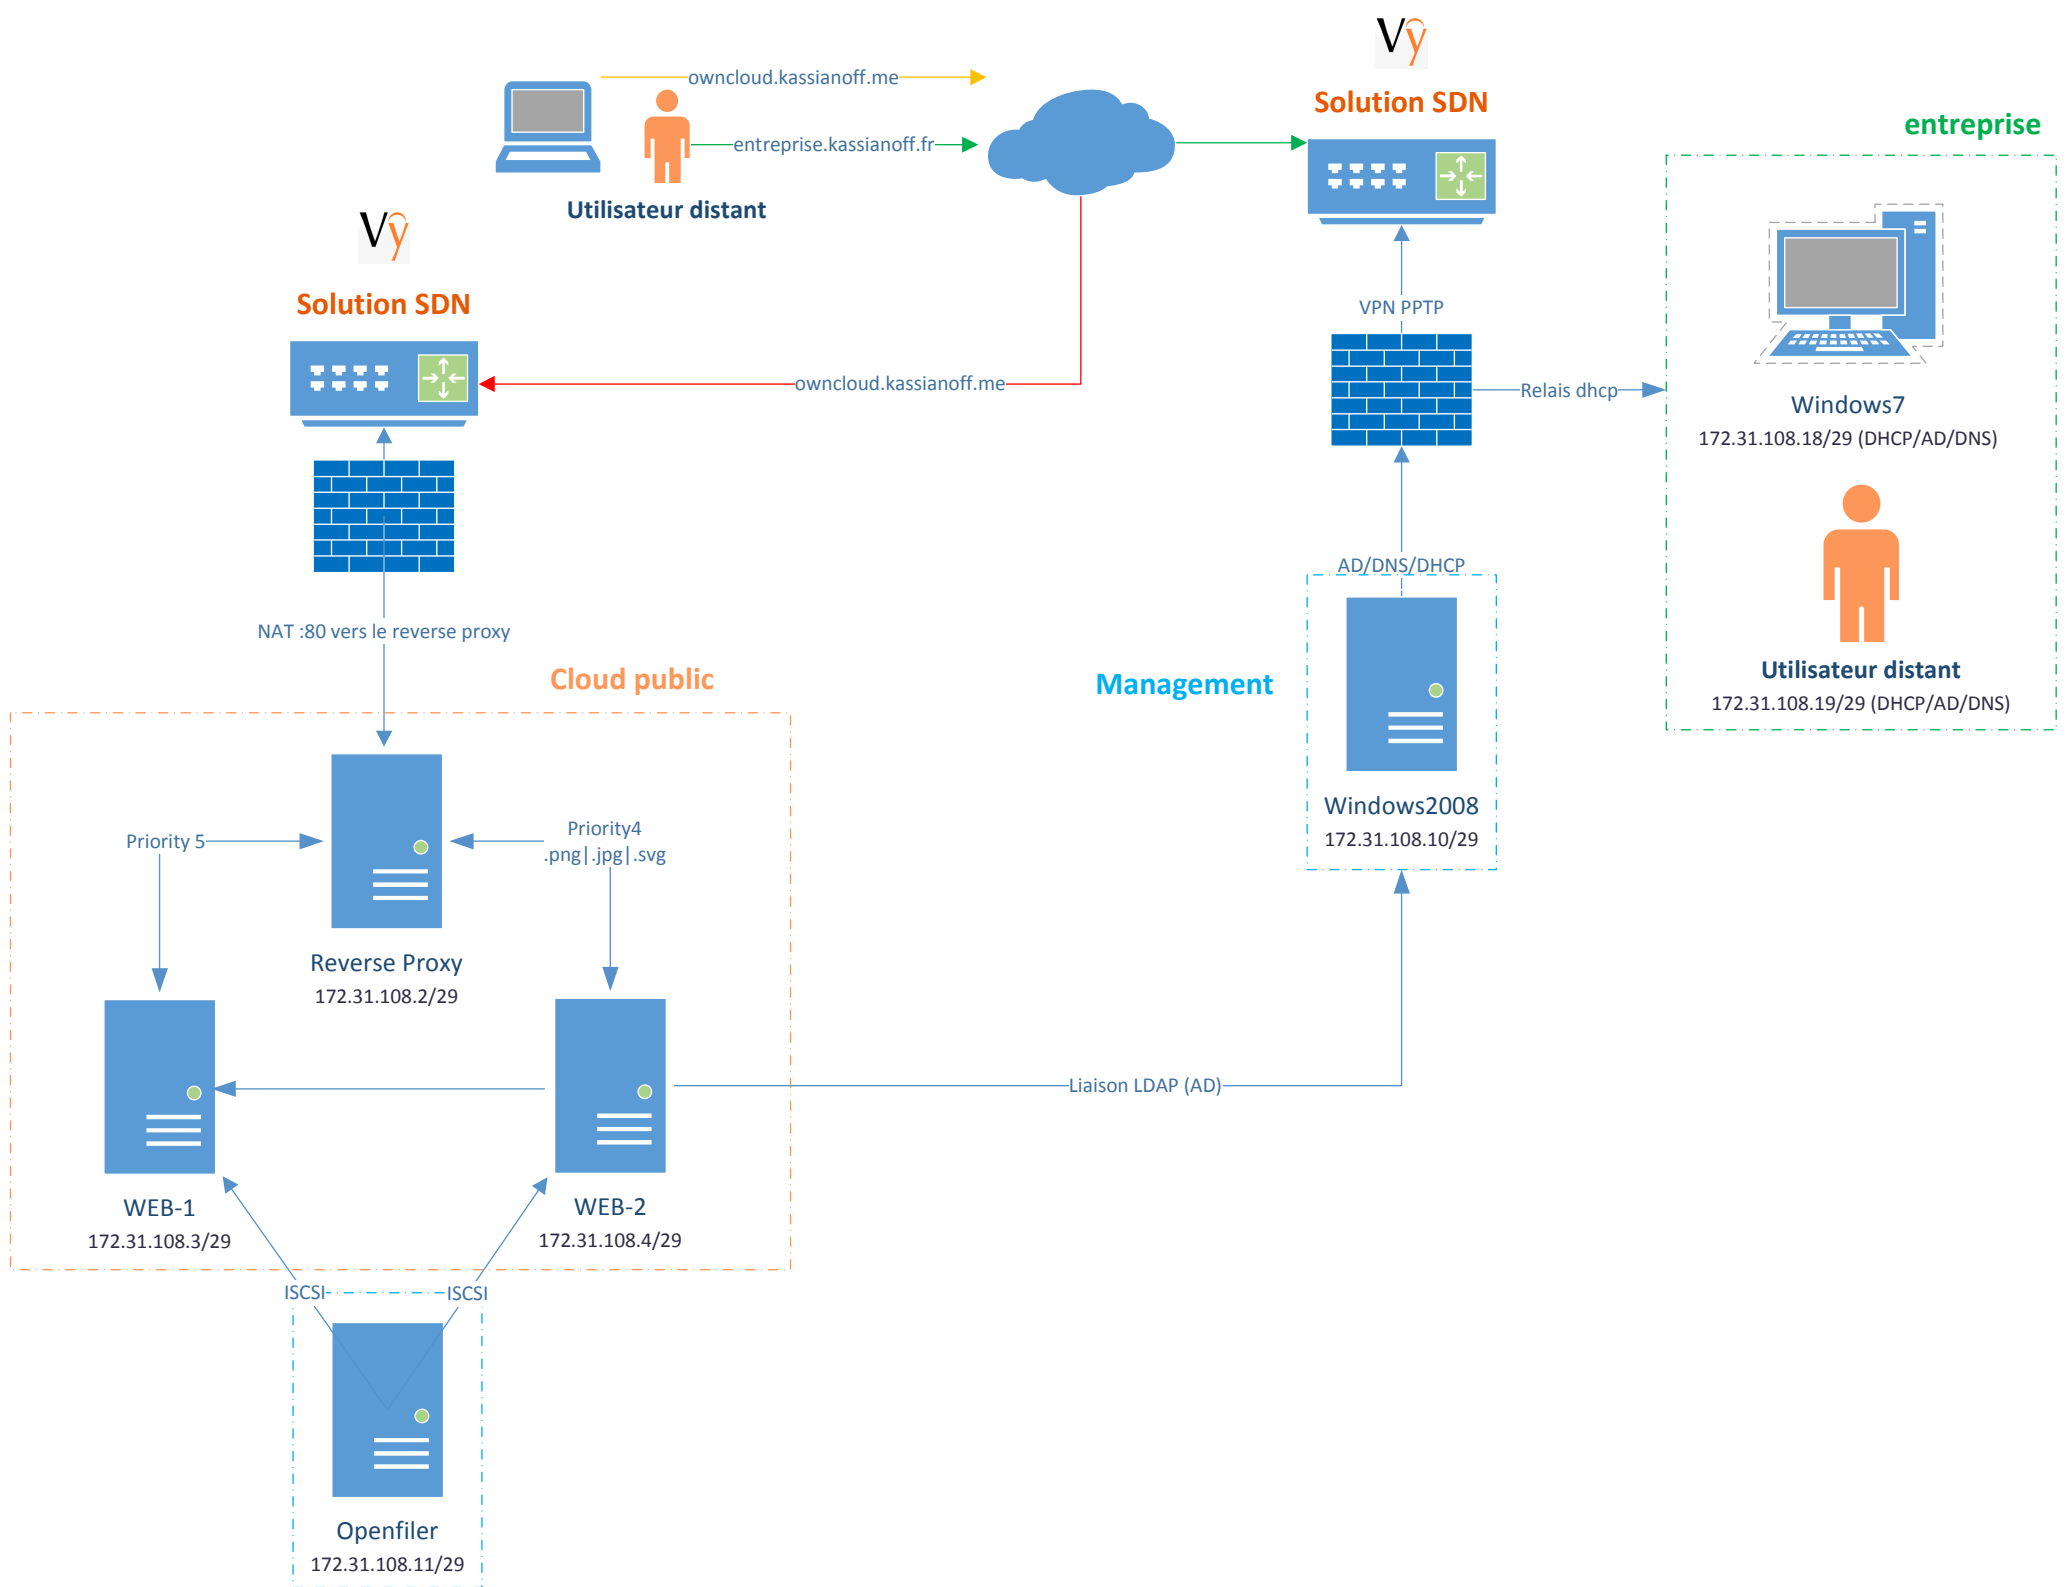 Vy
Solution SDN
owncloud.kassianoff.me
entreprise.kassianoff.fr
Utilisateur distant
entreprise
Vy
Solution SDN
VPN PPTP
owncloud.kassianoff.me
Relais dhcp
Windows7
172.31.108.18/29 (DHCP/AD/DNS)
AD/DNS/DHCP
NAT :80 vers le reverse proxy
Utilisateur distant
172.31.108.19/29 (DHCP/AD/DNS)
Cloud public
Management
Windows2008
172.31.108.10/29
Priority 5
Priority4
.png|.jpg|.svg
Reverse Proxy
172.31.108.2/29
Liaison LDAP (AD)
WEB-1
172.31.108.3/29
WEB-2
172.31.108.4/29
ISCSI
ISCSI
Openfiler
172.31.108.11/29